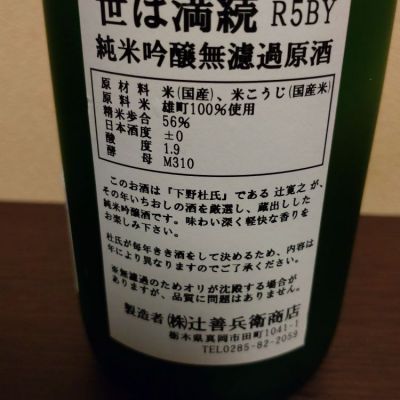 世は満続 R5BY
純米吟醸無濾過原酒
原材料 米(国産)、米こうじ(国産米)
原料米 雄町100%使用
精米歩合 56%
日本酒度 ±0
酸度 1.9
酵母 M310
このお酒は『下野杜氏』である 辻寛之 が、
その年いちおしの酒を厳選し、蔵出しした
純米吟醸酒です。味わい深く軽快な香りを
お楽しみ下さい。
杜氏が毎年きき酒をして決めるため、内容は
年により異なりますのでご了承ください。
※無濾過のためオリが沈殿する場合が
ありますが、品質に問題はありません。
製造者 ㈱辻善兵衛商店
栃木県真岡市田町1041-1
TEL0285-82-2059